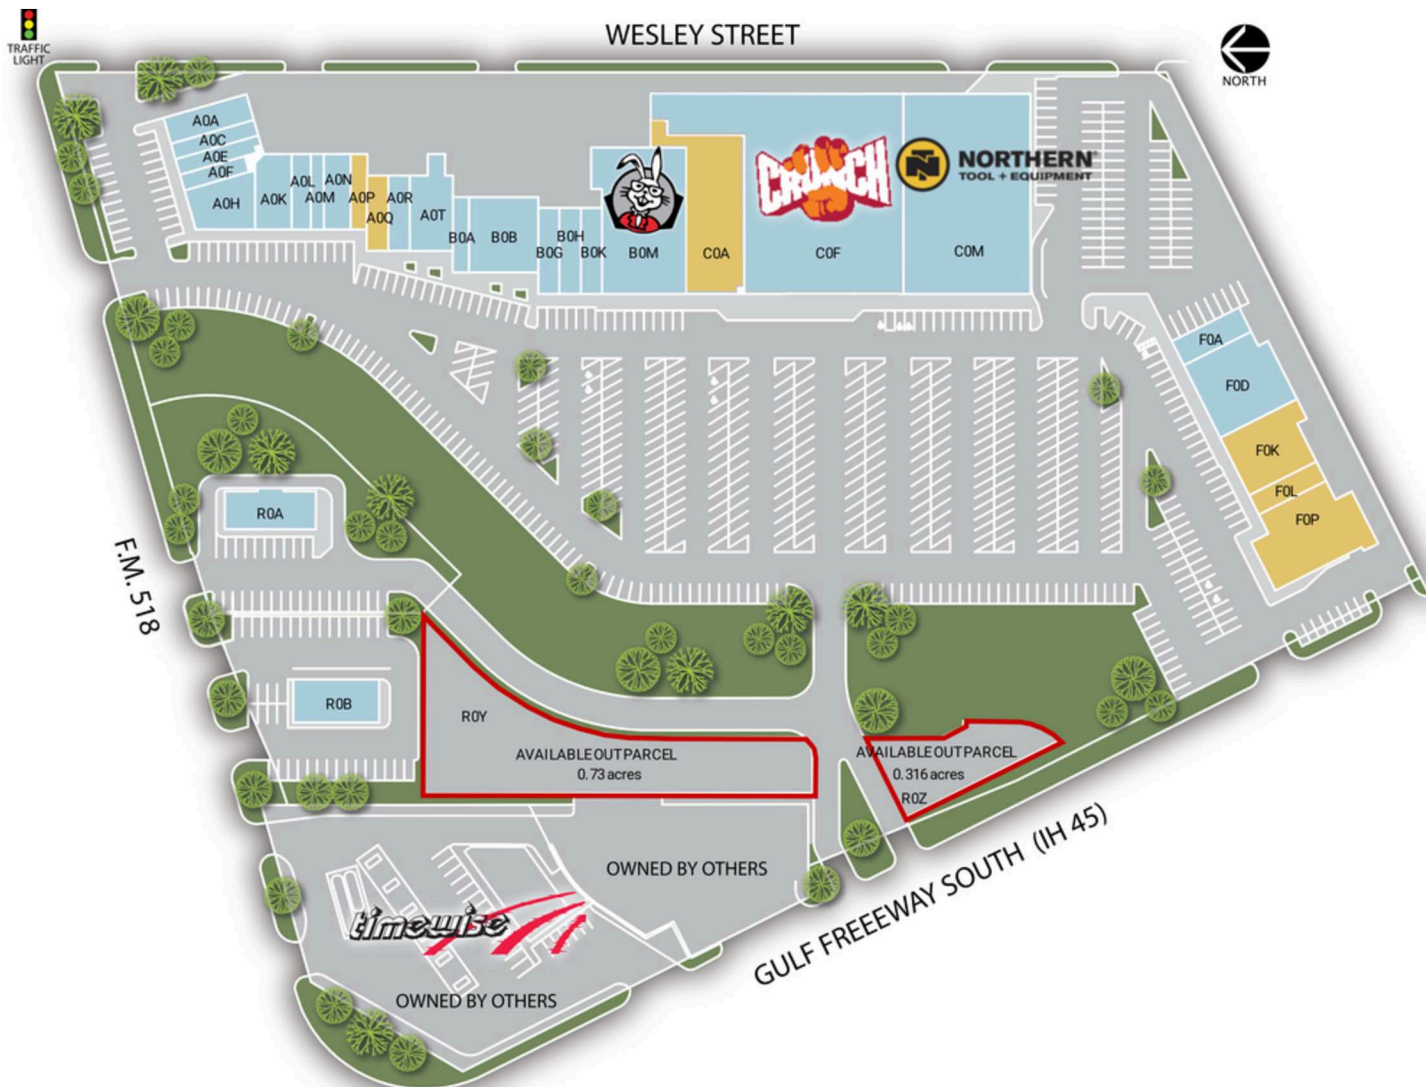 WESLEY STREET
TRAFFIC
LIGHT
NORTH
A0A
A0C
A0E
A0F
A0H
A0K
A0L
A0M
A0N
A0P
A0Q
A0R
A0T
B0A
B0B
B0G
B0H
B0K
B0M
C0A
CRUNCH
C0F
NORTHERN
TOOL + EQUIPMENT
C0M
F0A
F0D
F0K
F0L
F0P
F.M. 518
R0A
R0B
R0Y
AVAILABLE OUTPARCEL
0.73 acres
AVAILABLE OUTPARCEL
0.316 acres
R0Z
OWNED BY OTHERS
timewise
OWNED BY OTHERS
GULF FREEEWAY SOUTH (IH 45)